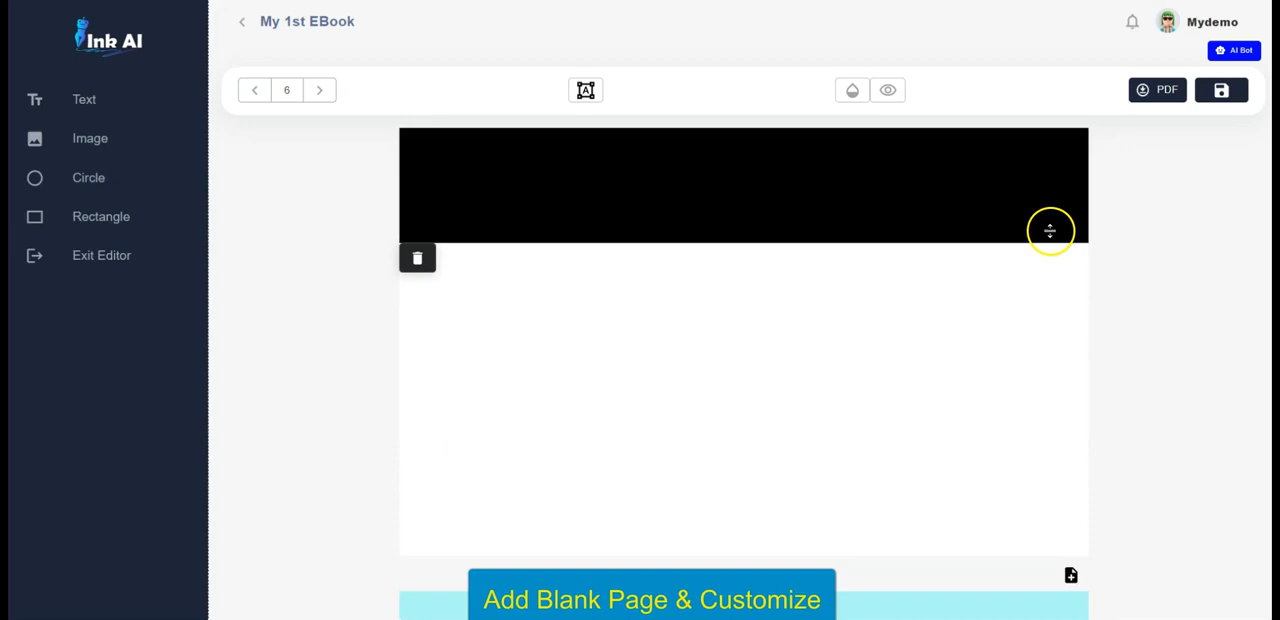 Ink AI
My 1st EBook
Mydemo
AI Bot
Text
6
A
PDF
Image
Circle
Rectangle
Exit Editor
Add Blank Page & Customize